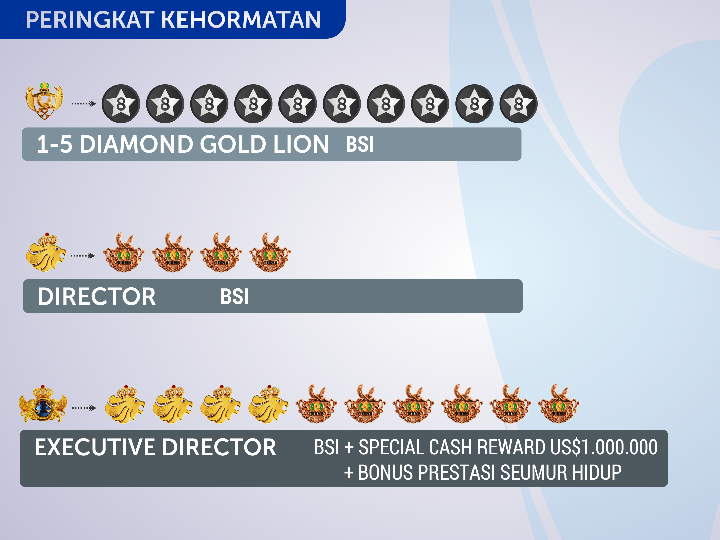 PERINGKAT KEHORMATAN
8 8 8 8 8 8 8 8 8 8
1-5 DIAMOND GOLD LION BSI
DIRECTOR BSI
EXECUTIVE DIRECTOR BSI + SPECIAL CASH REWARD US$1.000.000
+ BONUS PRESTASI SEUMUR HIDUP